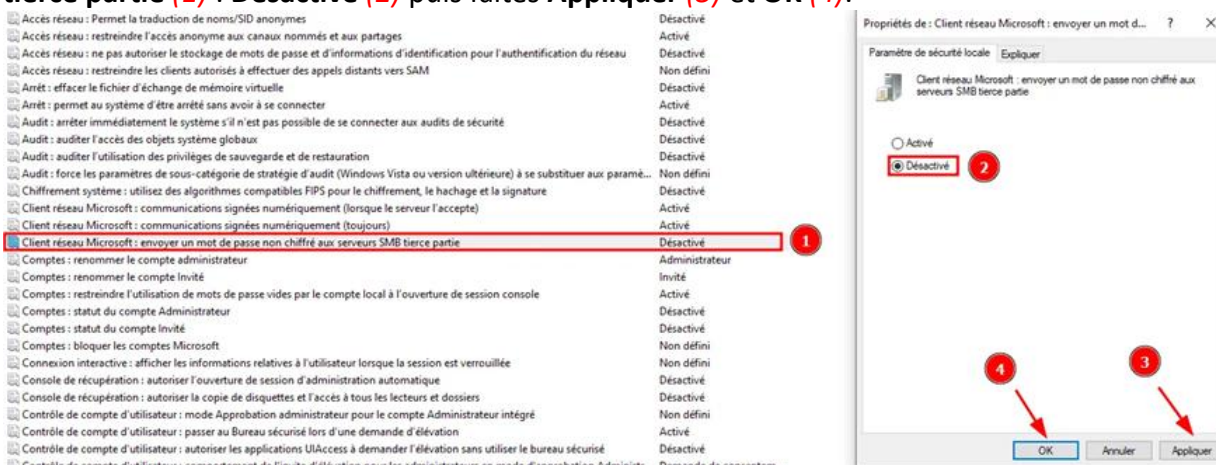 tierce partie (1) : Désactivé (2) puis faites Appliquer (3) et OK (4).
Accès réseau : Permet la traduction de noms/SID anonymes Désactivé
Accès réseau : restreindre l'accès anonyme aux canaux nommés et aux partages Activé
Accès réseau : ne pas autoriser le stockage de mots de passe et d'informations d'identification pour l'authentification du réseau Désactivé
Accès réseau : restreindre les clients autorisés à effectuer des appels distants vers SAM Non défini
Arrêt : effacer le fichier d'échange de mémoire virtuelle Désactivé
Arrêt : permet au système d'être arrêté sans avoir à se connecter Activé
Audit : arrêter immédiatement le système s'il n'est pas possible de se connecter aux audits de sécurité Désactivé
Audit : auditer l'accès des objets système globaux Désactivé
Audit : auditer l'utilisation des privilèges de sauvegarde et de restauration Désactivé
Audit : force les paramètres de sous-catégorie de stratégie d'audit (Windows Vista ou version ultérieure) à se substituer aux paramè... Non défini
Chiffrement système : utilisez des algorithmes compatibles FIPS pour le chiffrement, le hachage et la signature Désactivé
Client réseau Microsoft : communications signées numériquement (lorsque le serveur l'accepte) Activé
Client réseau Microsoft : communications signées numériquement (toujours) Activé
Client réseau Microsoft : envoyer un mot de passe non chiffré aux serveurs SMB tierce partie Désactivé
1
Comptes : renommer le compte administrateur Administrateur
Comptes : renommer le compte Invité Invité
Comptes : restreindre l'utilisation de mots de passe vides par le compte local à l'ouverture de session console Activé
Comptes : statut du compte Administrateur Désactivé
Comptes : statut du compte Invité Désactivé
Comptes : bloquer les comptes Microsoft Non défini
Connexion interactive : afficher les informations relatives à l'utilisateur lorsque la session est verrouillée Non défini
Console de récupération : autoriser l'ouverture de session d'administration automatique Désactivé
Console de récupération : autoriser la copie de disquettes et l'accès à tous les lecteurs et dossiers Désactivé
Contrôle de compte d'utilisateur : mode Approbation administrateur pour le compte Administrateur intégré Non défini
Contrôle de compte d'utilisateur : passer au Bureau sécurisé lors d'une demande d'élévation Activé
Contrôle de compte d'utilisateur : autoriser les applications UIAccess à demander l'élévation sans utiliser le bureau sécurisé Désactivé
Propriétés de : Client réseau Microsoft : envoyer un mot d... ? X
Paramètre de sécurité locale Expliquer
Client réseau Microsoft : envoyer un mot de passe non chiffré aux
serveurs SMB tierce partie
Activé
Désactivé 2
4 3
OK Annuler Appliquer